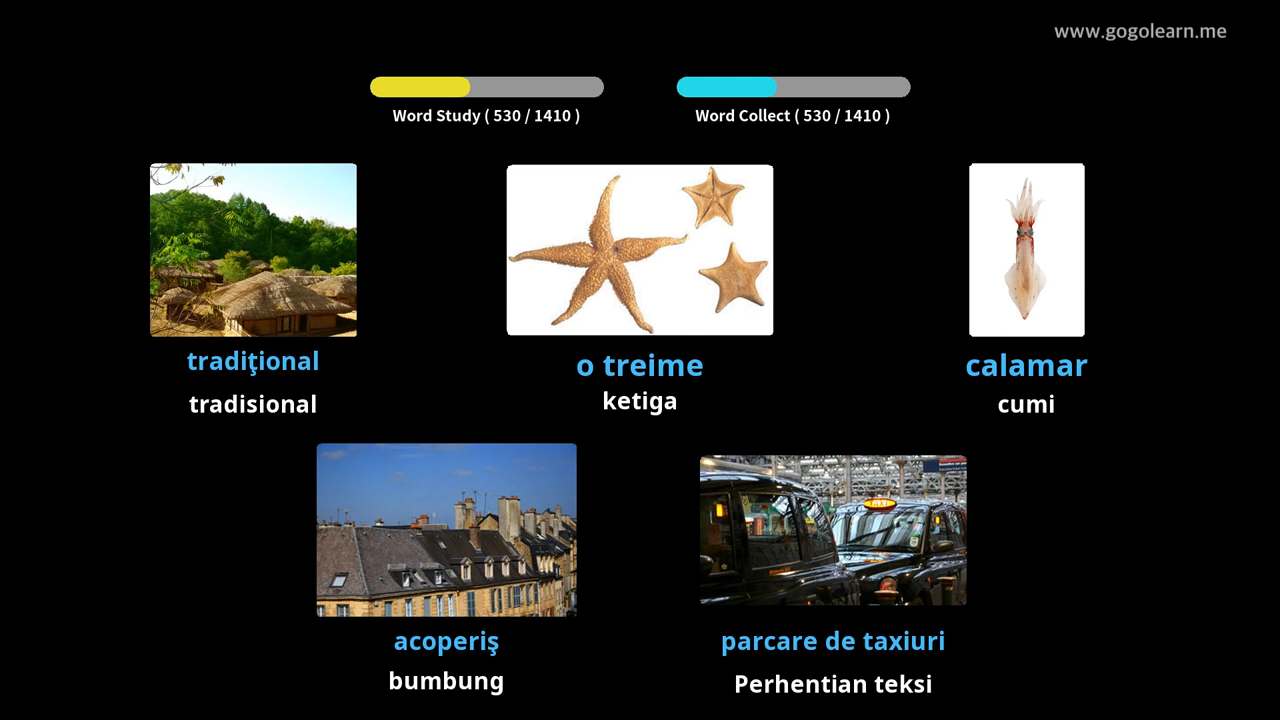 www.gogolearn.me
Word Study ( 530 / 1410 )
Word Collect ( 530 / 1410 )
tradiţional
tradisional
o treime
ketiga
calamar
cumi
TAXI
acoperiş
bumbung
parcare de taxiuri
Perhentian teksi